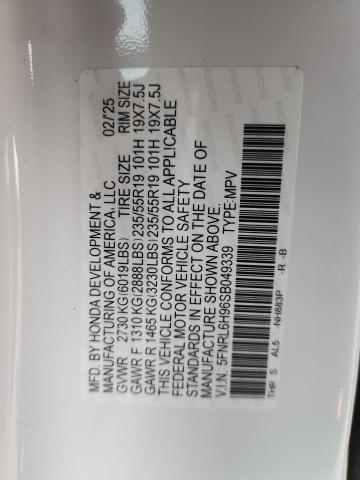 MFD. BY HONDA DEVELOPMENT & 02/'25
MANUFACTURING OF AMERICA, LLC
GVWR 2730 KG(6019LBS) TIRE SIZE RIM SIZE
GAWR F 1310 KG(2888LBS) 235/55R19 101H 19X7.5J
GAWR R 1465 KG(3230LBS) 235/55R19 101H 19X7.5J
THIS VEHICLE CONFORMS TO ALL APPLICABLE
FEDERAL MOTOR VEHICLE SAFETY
STANDARDS IN EFFECT ON THE DATE OF
MANUFACTURE SHOWN ABOVE.
V.I.N. 5FNRL6H96SB049339 TYPE:MPV
THR S AL5 -NH883P -R -B